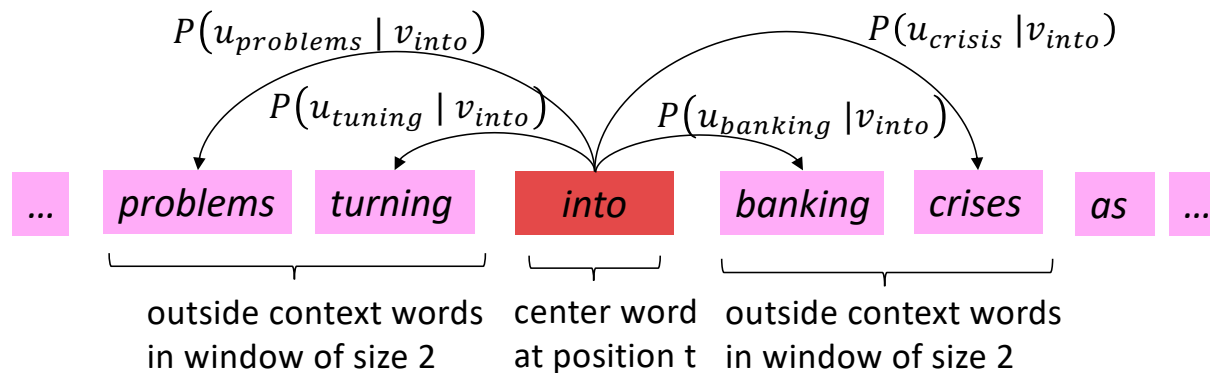 P(u_problems | v_into)
P(u_crisis | v_into)
P(u_tuning | v_into)
P(u_banking | v_into)
... problems turning into banking crises as ...
outside context words center word outside context words
in window of size 2 at position t in window of size 2